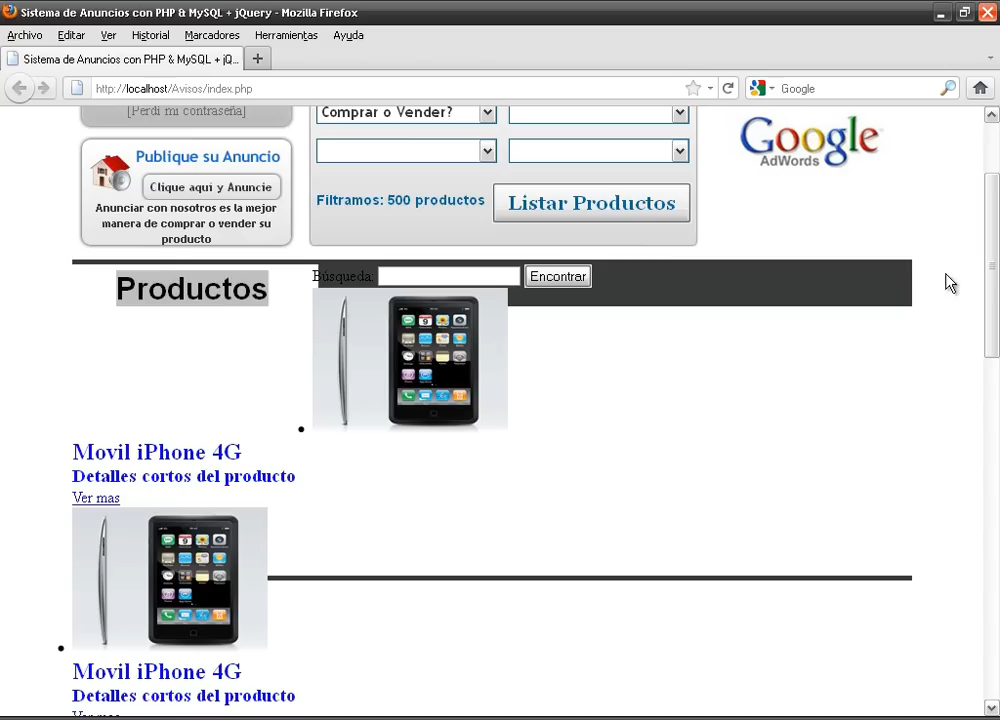 Sistema de Anuncios con PHP & MySQL + jQuery - Mozilla Firefox
Archivo Editar Ver Historial Marcadores Herramientas Ayuda
Sistema de Anuncios con PHP & MySQL + jQ...
http://localhost/Avisos/index.php
Google
[Perdi mi contraseña]
Comprar o Vender?
Google
AdWords
Publique su Anuncio
Clique aqui y Anuncie
Anunciar con nosotros es la mejor
manera de comprar o vender su
producto
Filtramos: 500 productos
Listar Productos
Productos
Búsqueda:
Encontrar
Movil iPhone 4G
Detalles cortos del producto
Ver mas
Movil iPhone 4G
Detalles cortos del producto
Ver mas